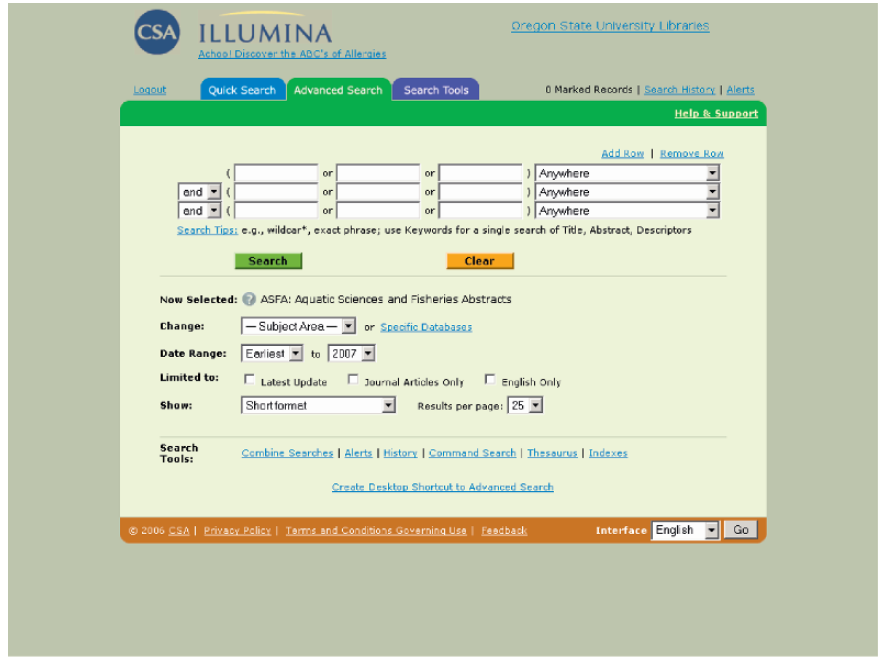 CSA ILLUMINA
Oregon State University Libraries
Achoo! Discover the ABC's of Allergies
Logout Quick Search Advanced Search Search Tools 0 Marked Records | Search History | Alerts
Help & Support
Add Row | Remove Row
( or or ) Anywhere
and ( or or ) Anywhere
and ( or or ) Anywhere
Search Tips: e.g., wildcar*, exact phrase; use Keywords for a single search of Title, Abstract, Descriptors
Search Clear
Now Selected: ? ASFA: Aquatic Sciences and Fisheries Abstracts
Change: — Subject Area — or Specific Databases
Date Range: Earliest to 2007
Limited to: Latest Update Journal Articles Only English Only
Show: Short format Results per page: 25
Search Tools: Combine Searches | Alerts | History | Command Search | Thesaurus | Indexes
Create Desktop Shortcut to Advanced Search
© 2006 CSA | Privacy Policy | Terms and Conditions Governing Use | Feedback Interface English Go